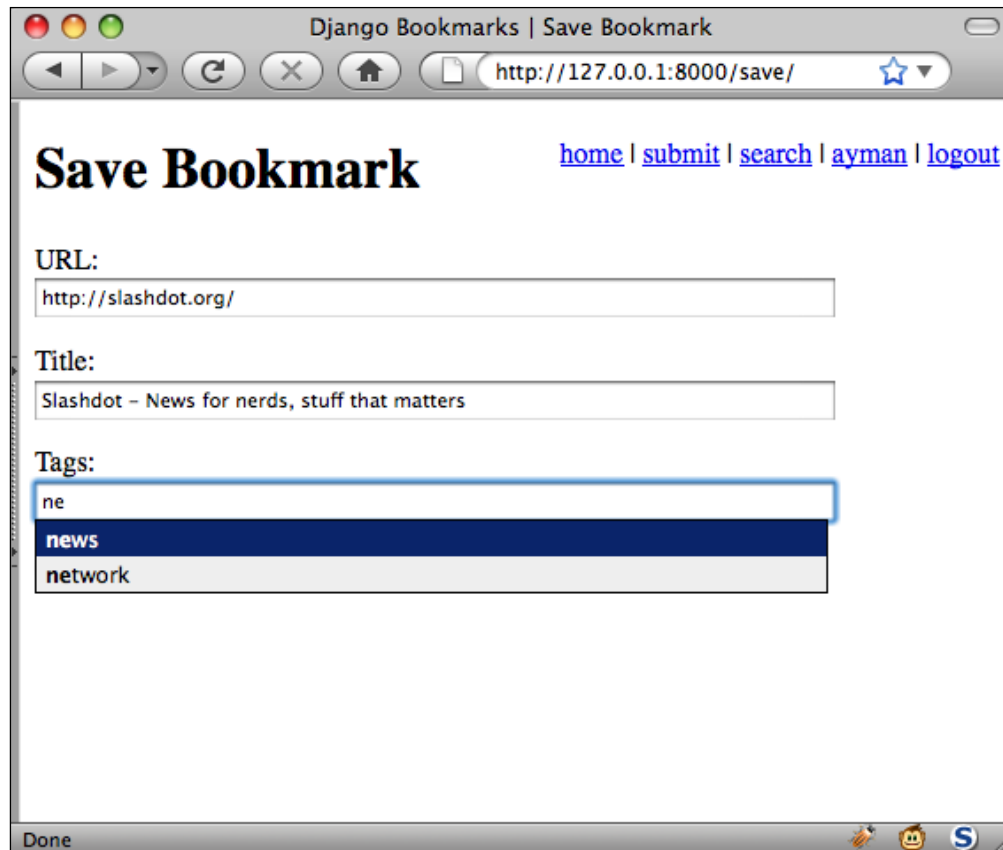 Django Bookmarks | Save Bookmark
http://127.0.0.1:8000/save/
Save Bookmark
home | submit | search | ayman | logout
URL:
http://slashdot.org/
Title:
Slashdot – News for nerds, stuff that matters
Tags:
ne
news
network
Done
S